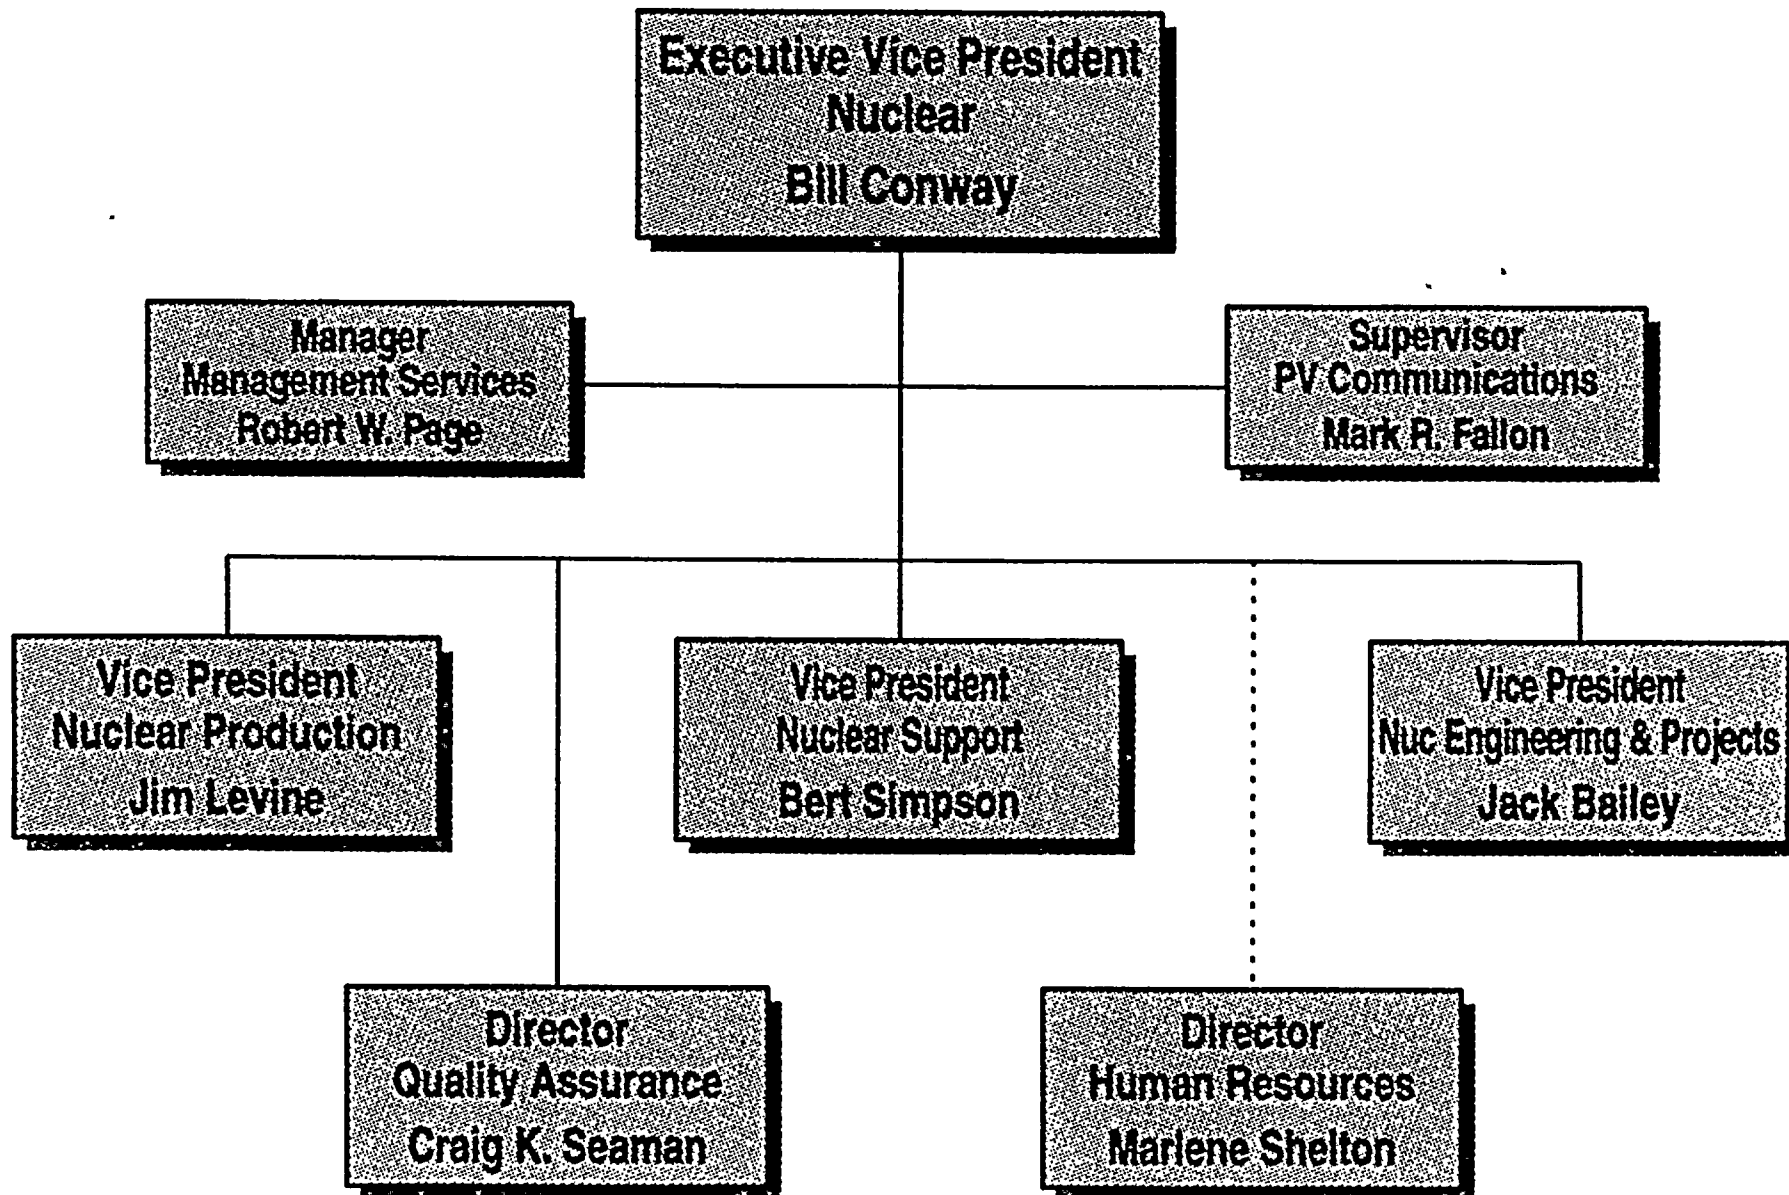 Executive Vice President
Nuclear
Bill Conway
Manager
Management Services
Robert W. Page
Supervisor
PV Communications
Mark R. Fallon
Vice President
Nuclear Production
Jim Levine
Vice President
Nuclear Support
Bert Simpson
Vice President
Nuc Engineering & Projects
Jack Bailey
Director
Quality Assurance
Craig K. Seaman
Director
Human Resources
Marlene Shelton